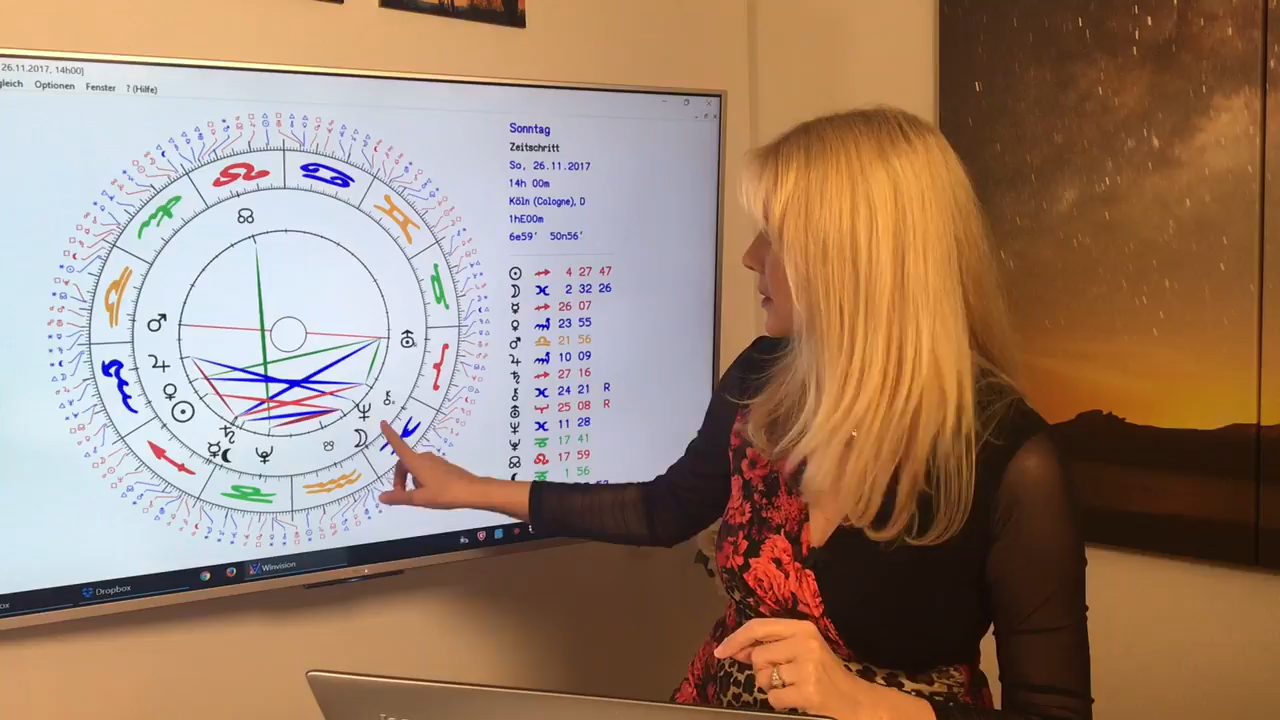 26.11.2017, 14h00)
gleich Optionen Fenster ? (Hilfe)
Sonntag
Zeitschritt
So, 26.11.2017
14h 00m
Köln (Cologne), D
1hE00m
6e59' 50n56'
☉ ♐ 4 27 47
☽ ♓ 2 32 26
☿ ♐ 26 07
♀ ♏ 23 55
♂ ♎ 21 56
♃ ♏ 10 09
♄ ♐ 27 16
⚷ ♓ 24 21 R
⛢ ♈ 25 08 R
♆ ♓ 11 28
♇ ♑ 17 41
☊ ♌ 17 59
⚸ ♑ 1 56
Winvision
Dropbox
ox